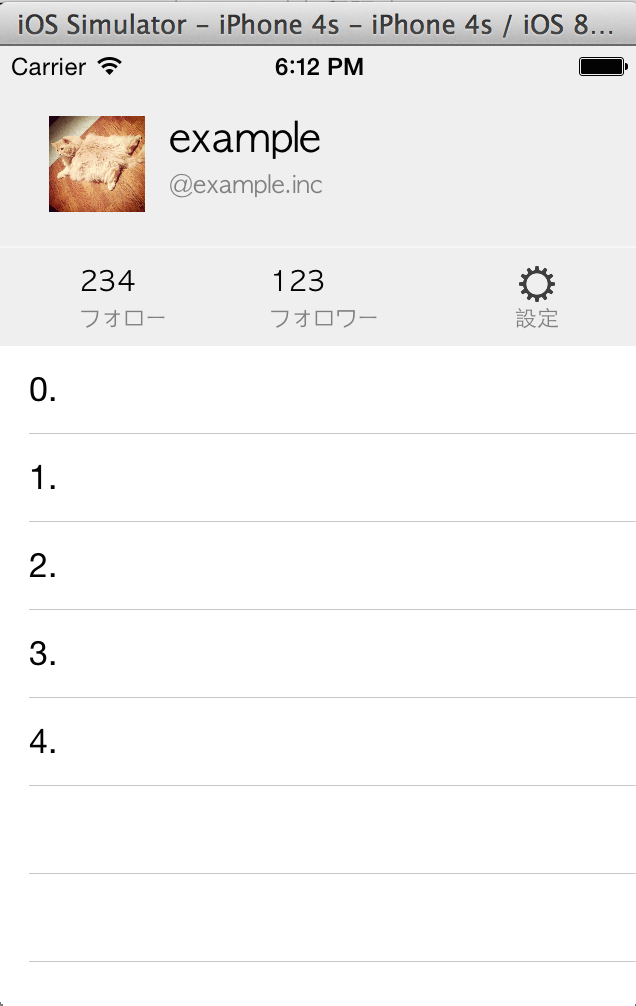 iOS Simulator – iPhone 4s – iPhone 4s / iOS 8...
Carrier 6:12 PM
example
@example.inc
234 123
フォロー フォロワー 設定
0.
1.
2.
3.
4.